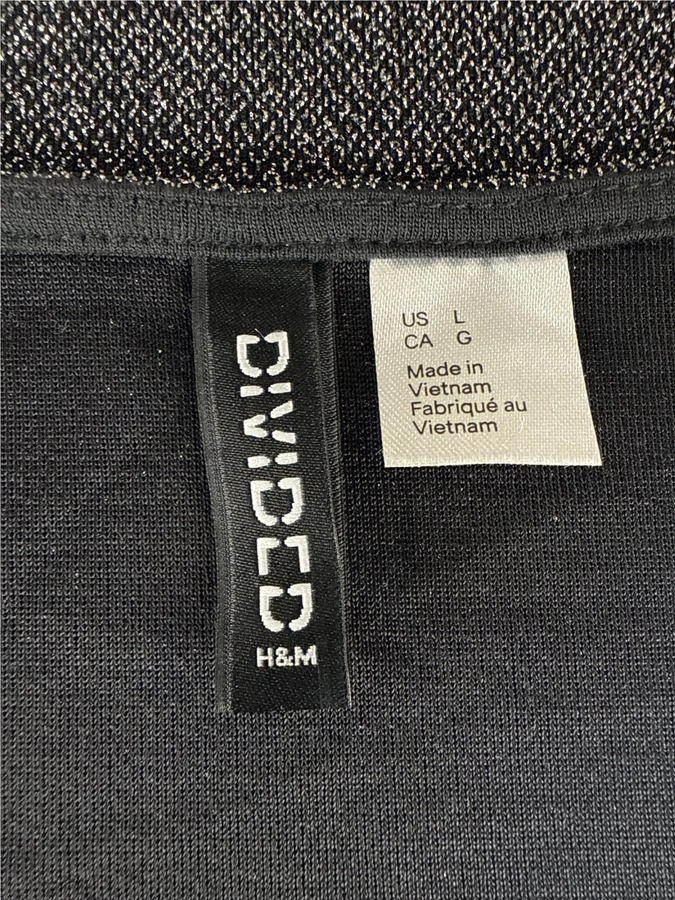 DIVIDED
H&M
US L
CA G
Made in
Vietnam
Fabriqué au
Vietnam